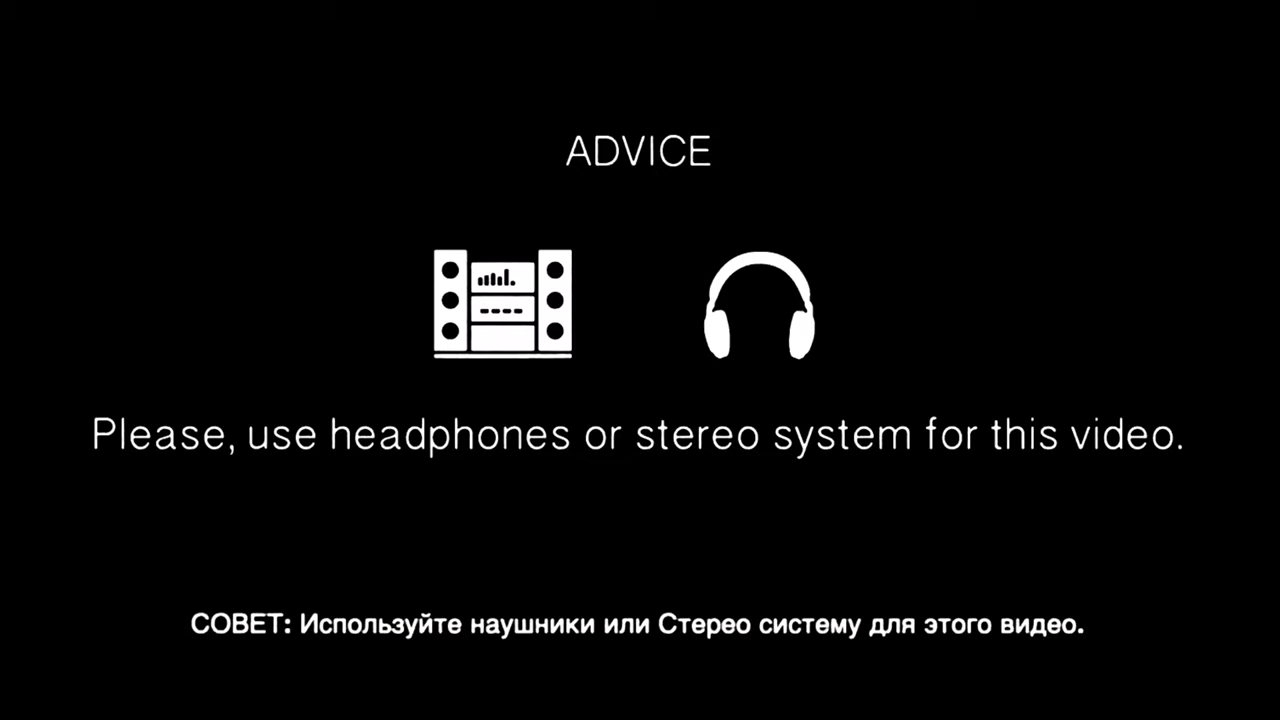 ADVICE
Please, use headphones or stereo system for this video.
СОВЕТ: Используйте наушники или Стерео систему для этого видео.